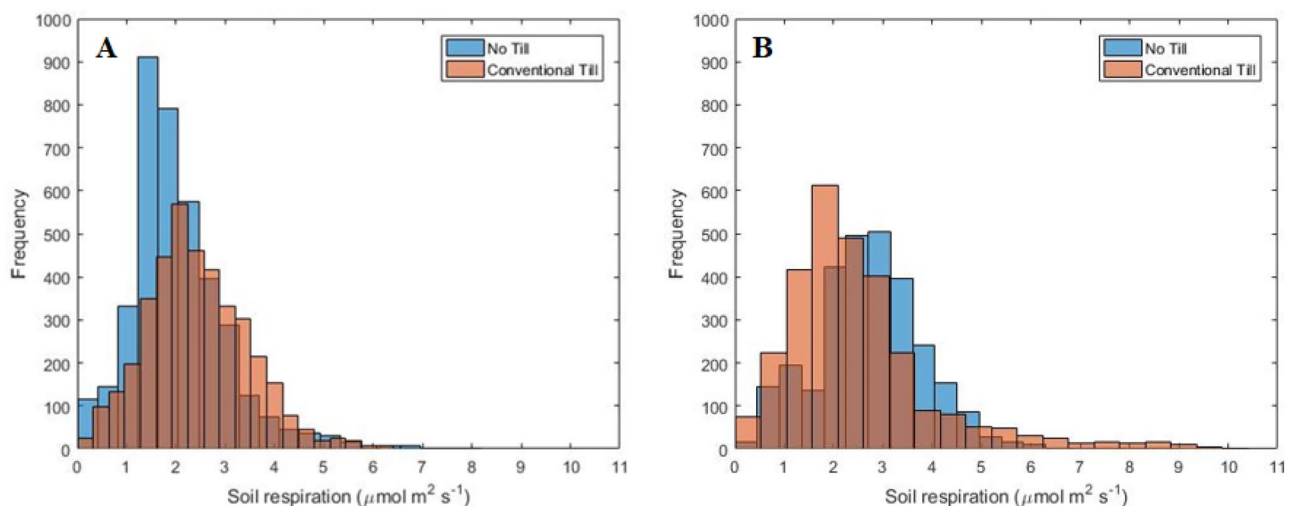 A
No Till
Conventional Till
Frequency
1000
900
800
700
600
500
400
300
200
100
0
0 1 2 3 4 5 6 7 8 9 10 11
Soil respiration (μmol m² s⁻¹)
B
No Till
Conventional Till
Frequency
1000
900
800
700
600
500
400
300
200
100
0
0 1 2 3 4 5 6 7 8 9 10 11
Soil respiration (μmol m² s⁻¹)